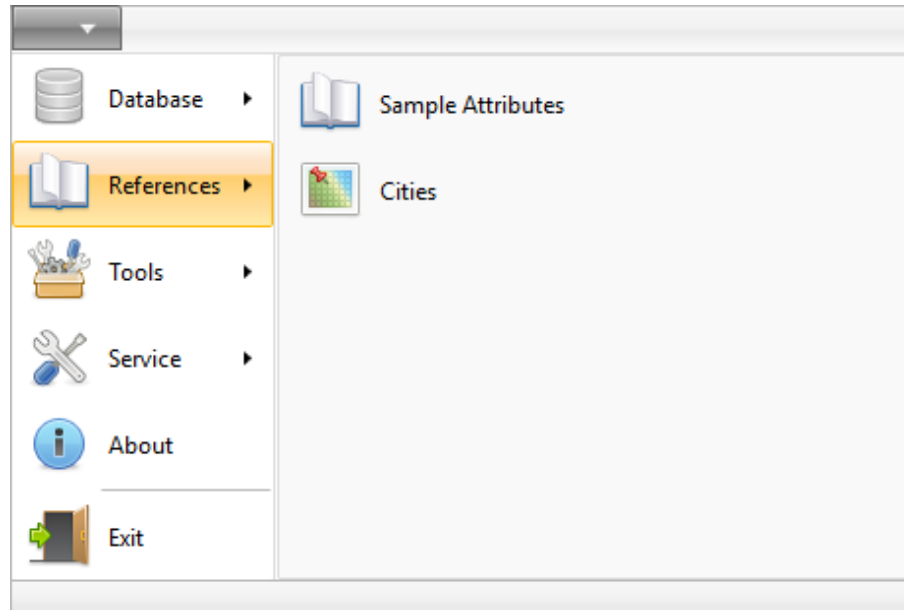 Database
References
Tools
Service
About
Exit
Sample Attributes
Cities